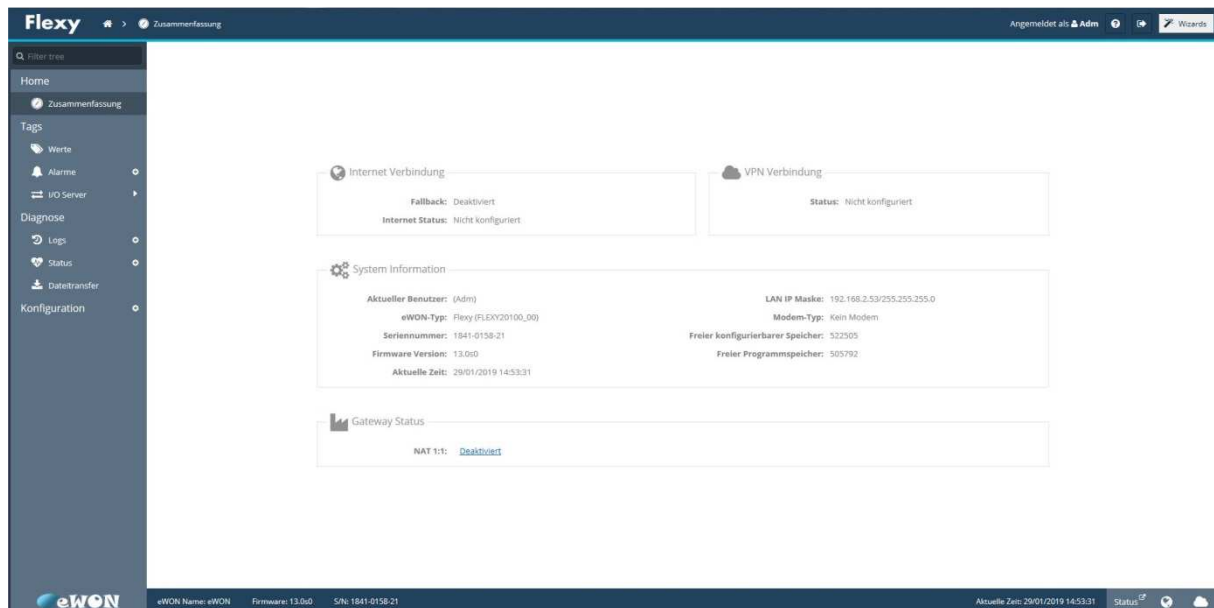 Flexy
Zusammenfassung
Angemeldet als Adm
Wizards
Filter tree
Home
Zusammenfassung
Tags
Werte
Alarme
I/O Server
Diagnose
Logs
Status
Dateitransfer
Konfiguration
Internet Verbindung
Fallback: Deaktiviert
Internet Status: Nicht konfiguriert
VPN Verbindung
Status: Nicht konfiguriert
System Information
Aktueller Benutzer: (Adm)
eWON-Typ: Flexy (FLEXY20100_00)
Seriennummer: 1841-0158-21
Firmware Version: 13.0s0
Aktuelle Zeit: 29/01/2019 14:53:31
LAN IP Maske: 192.168.2.53/255.255.255.0
Modem-Typ: Kein Modem
Freier konfigurierbarer Speicher: 522505
Freier Programmspeicher: 505792
Gateway Status
NAT 1:1: Deaktiviert
eWON
eWON Name: eWON Firmware: 13.0s0 S/N: 1841-0158-21
Aktuelle Zeit: 29/01/2019 14:53:31 Status